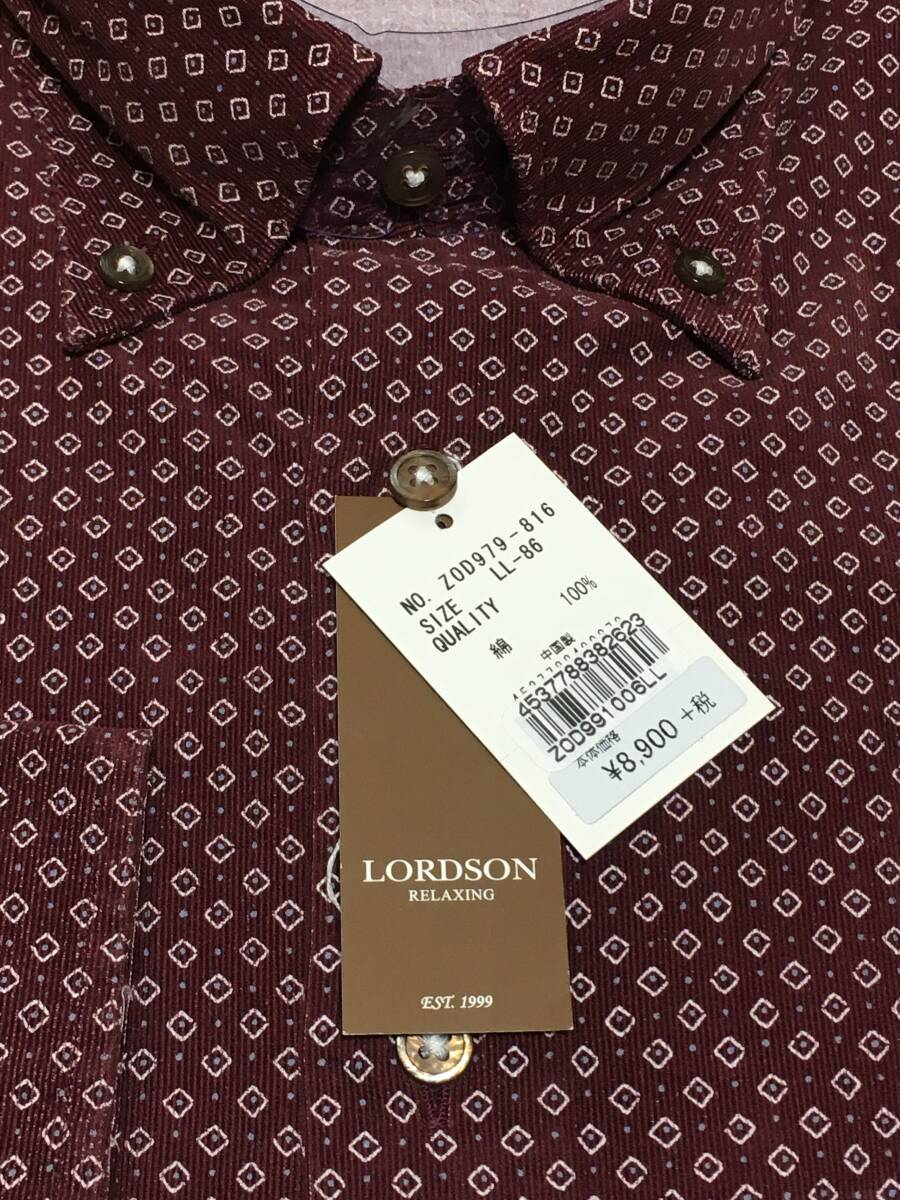 NO. ZOD979-816
SIZE LL-86
QUALITY
綿 100%
中国製
4537788382623
ZOD991006LL
本体価格
¥8,900 +税
LORDSON
RELAXING
EST. 1999